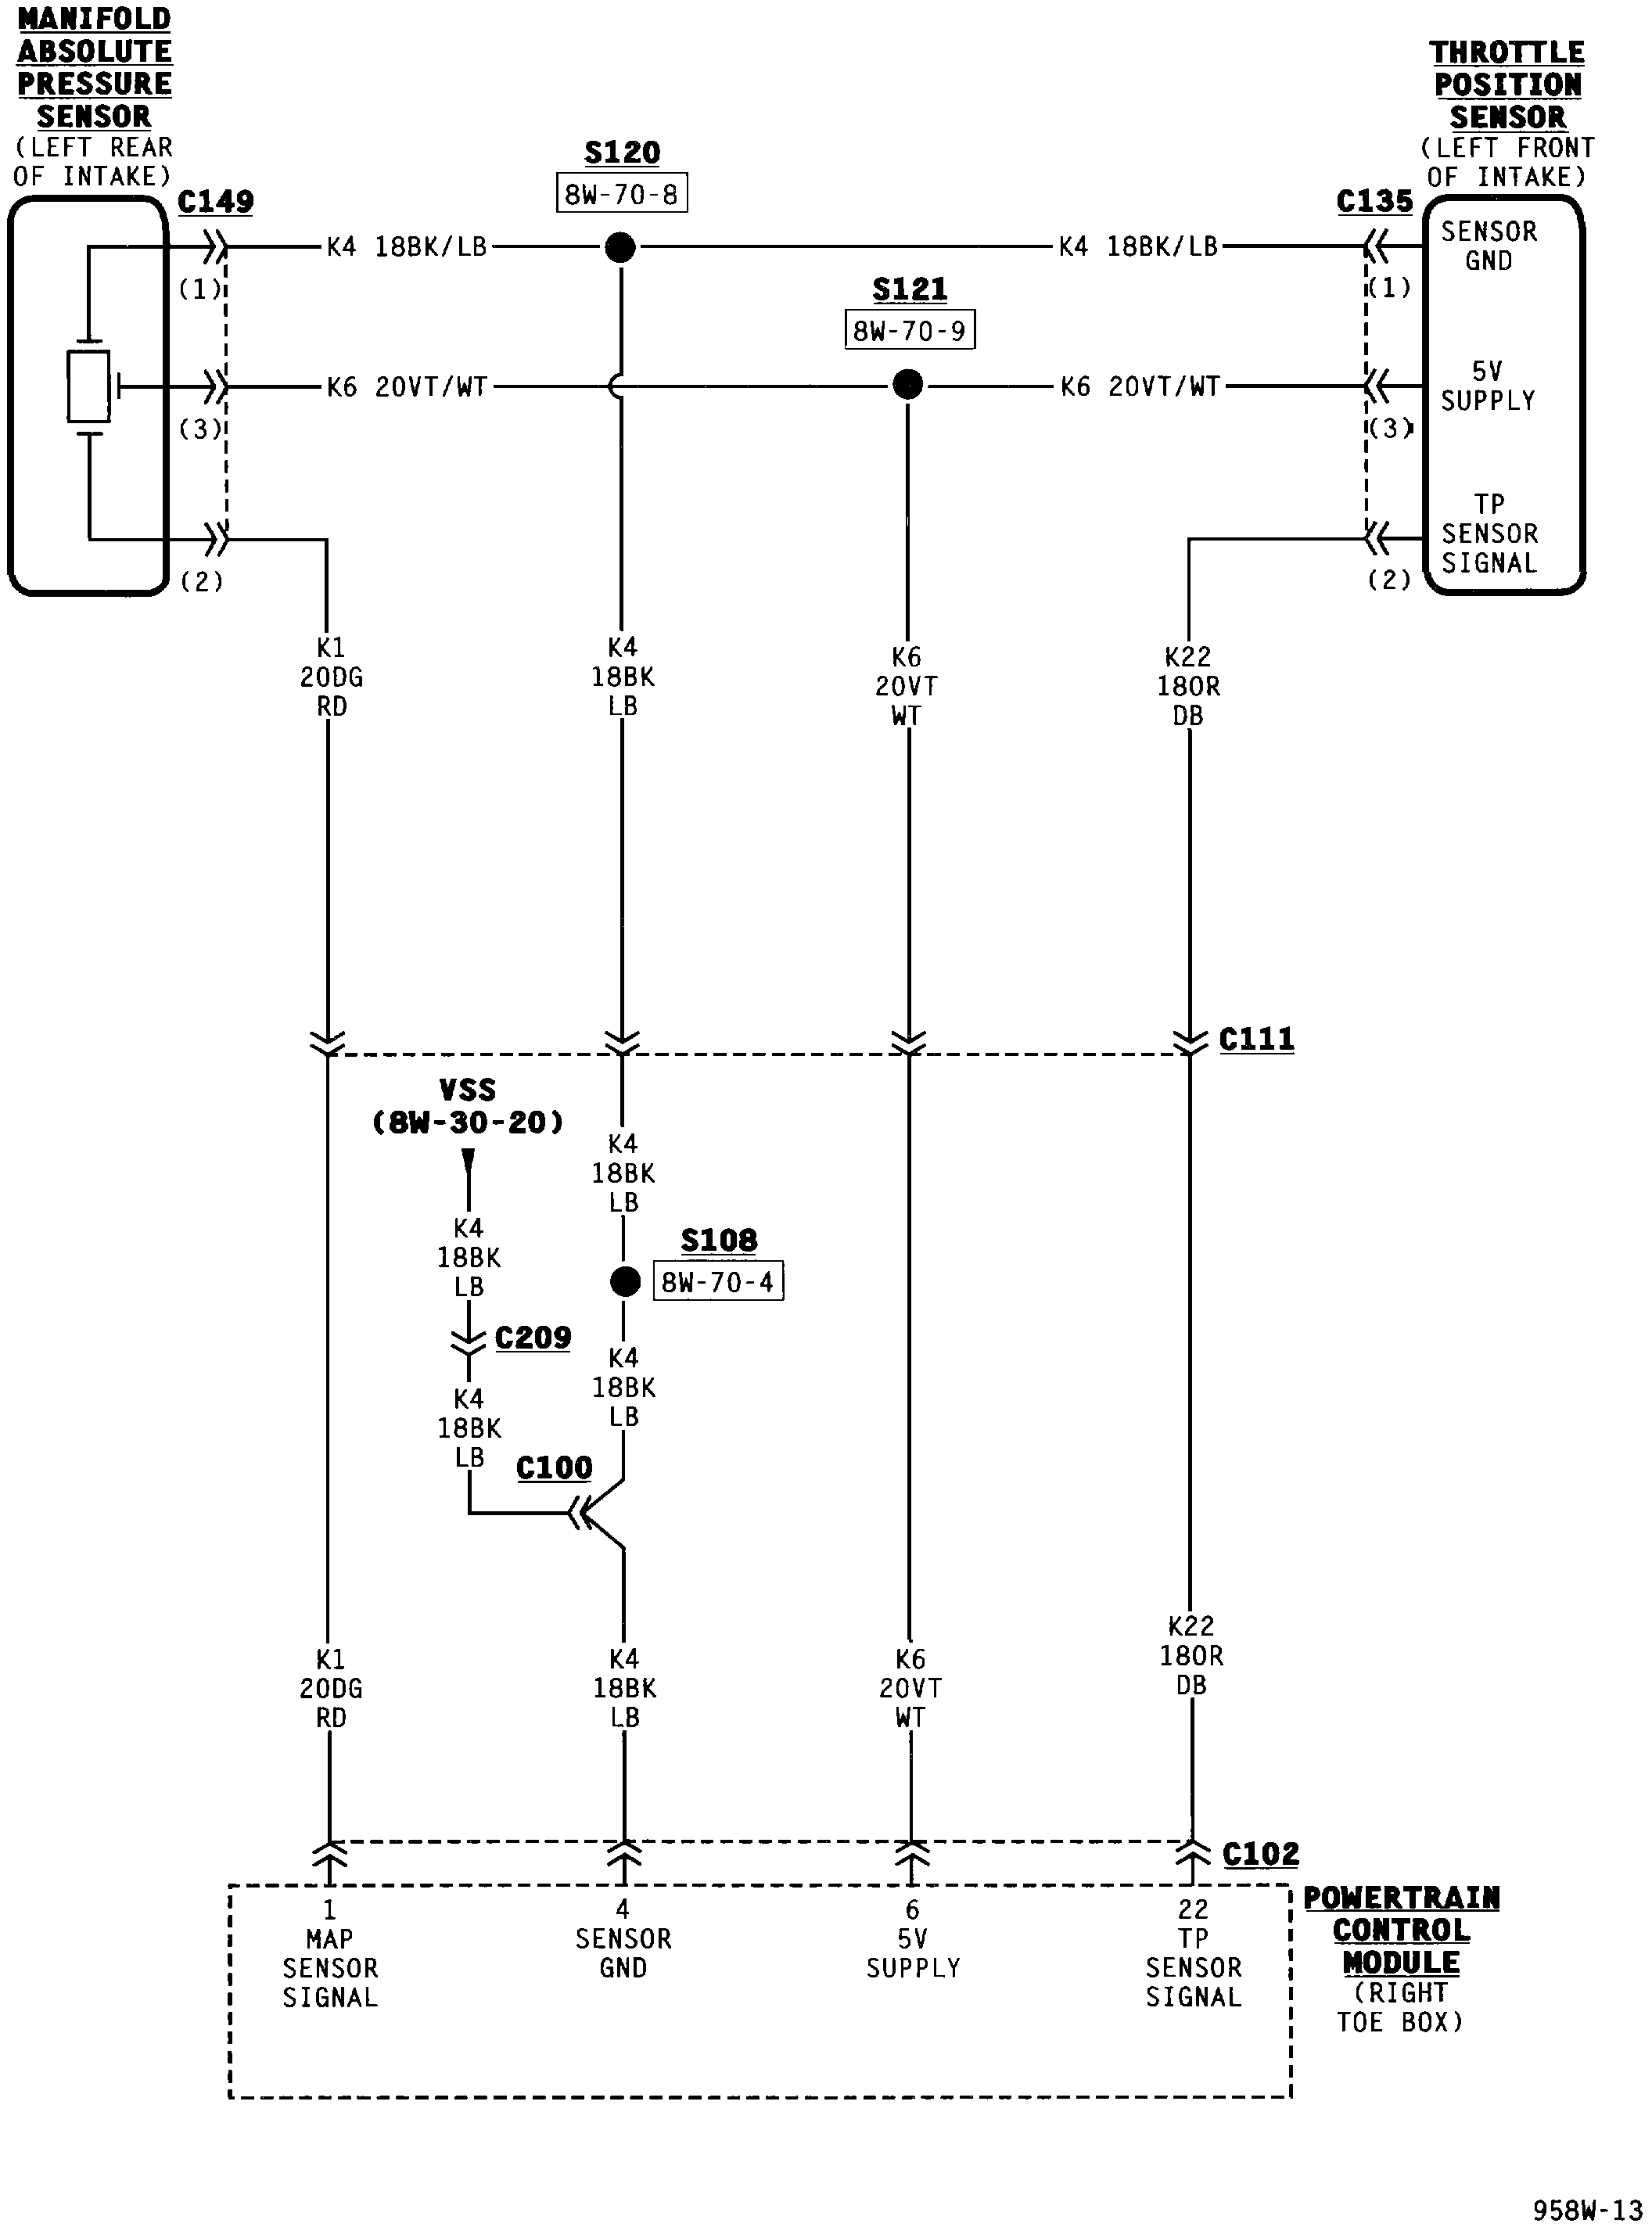 MANIFOLD
ABSOLUTE
PRESSURE
SENSOR
(LEFT REAR
OF INTAKE)
THROTTLE
POSITION
SENSOR
(LEFT FRONT
OF INTAKE)
S120
8W-70-8
C149
C135
K4 18BK/LB
K4 18BK/LB
SENSOR
GND
(1)
(1)
S121
8W-70-9
K6 20VT/WT
K6 20VT/WT
5V
SUPPLY
(3)
(3)
TP
SENSOR
SIGNAL
(2)
(2)
K1
20DG
RD
K4
18BK
LB
K6
20VT
WT
K22
18OR
DB
C111
VSS
(8W-30-20)
K4
18BK
LB
K4
18BK
LB
S108
8W-70-4
C209
K4
18BK
LB
K4
18BK
LB
C100
K1
20DG
RD
K4
18BK
LB
K6
20VT
WT
K22
18OR
DB
C102
1
MAP
SENSOR
SIGNAL
4
SENSOR
GND
6
5V
SUPPLY
22
TP
SENSOR
SIGNAL
POWERTRAIN
CONTROL
MODULE
(RIGHT
TOE BOX)
958W-13